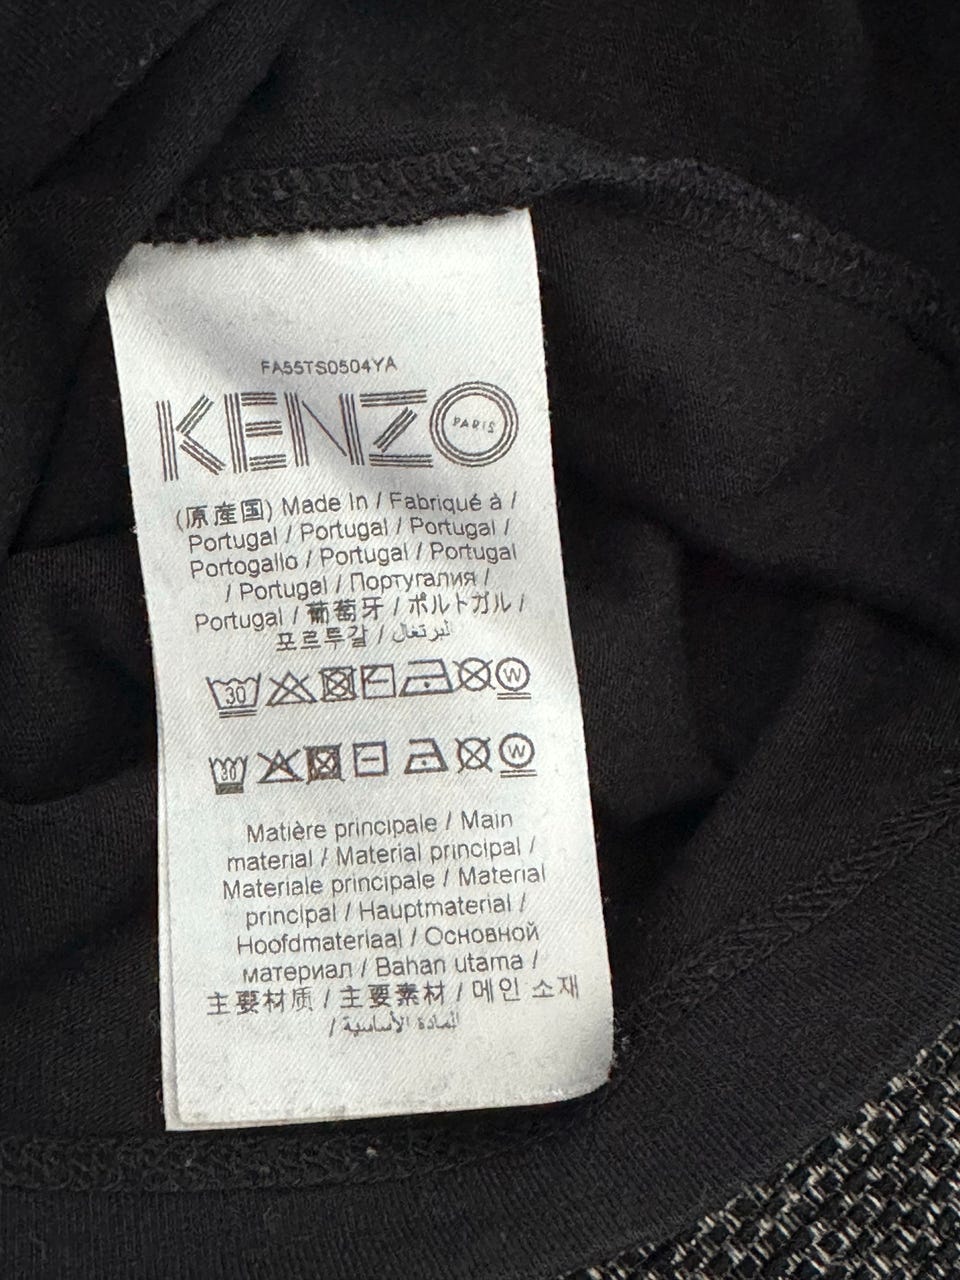 FA55TS0504YA
KENZO PARIS
(原産国) Made In / Fabriqué à /
Portugal / Portugal / Portugal /
Portogallo / Portugal / Portugal
/ Portugal / Португалия /
Portugal / 葡萄牙 / ポルトガル /
포르투갈 / البرتغال
30 W
30 W
Matière principale / Main
material / Material principal /
Materiale principale / Material
principal / Hauptmaterial /
Hoofdmateriaal / Основной
материал / Bahan utama /
主要材质 / 主要素材 / 메인 소재
/ المادة الأساسية